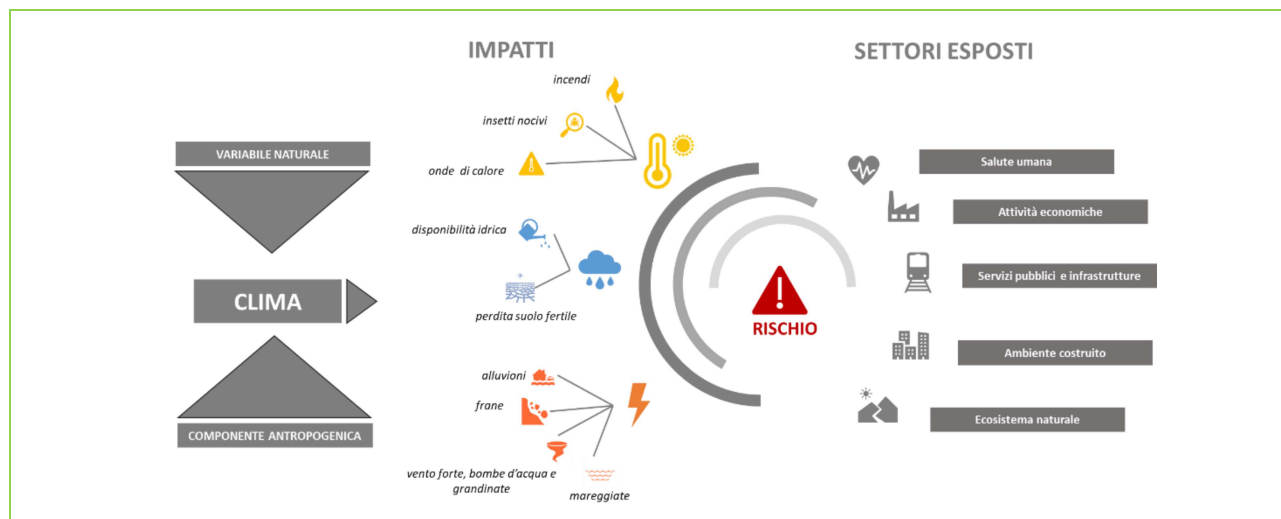 IMPATTI
SETTORI ESPOSTI
incendi
insetti nocivi
onde di calore
VARIABILE NATURALE
disponibilità idrica
CLIMA
perdita suolo fertile
alluvioni
frane
COMPONENTE ANTROPOGENICA
vento forte, bombe d'acqua e
grandinate
mareggiate
RISCHIO
Salute umana
Attività economiche
Servizi pubblici e infrastrutture
Ambiente costruito
Ecosistema naturale